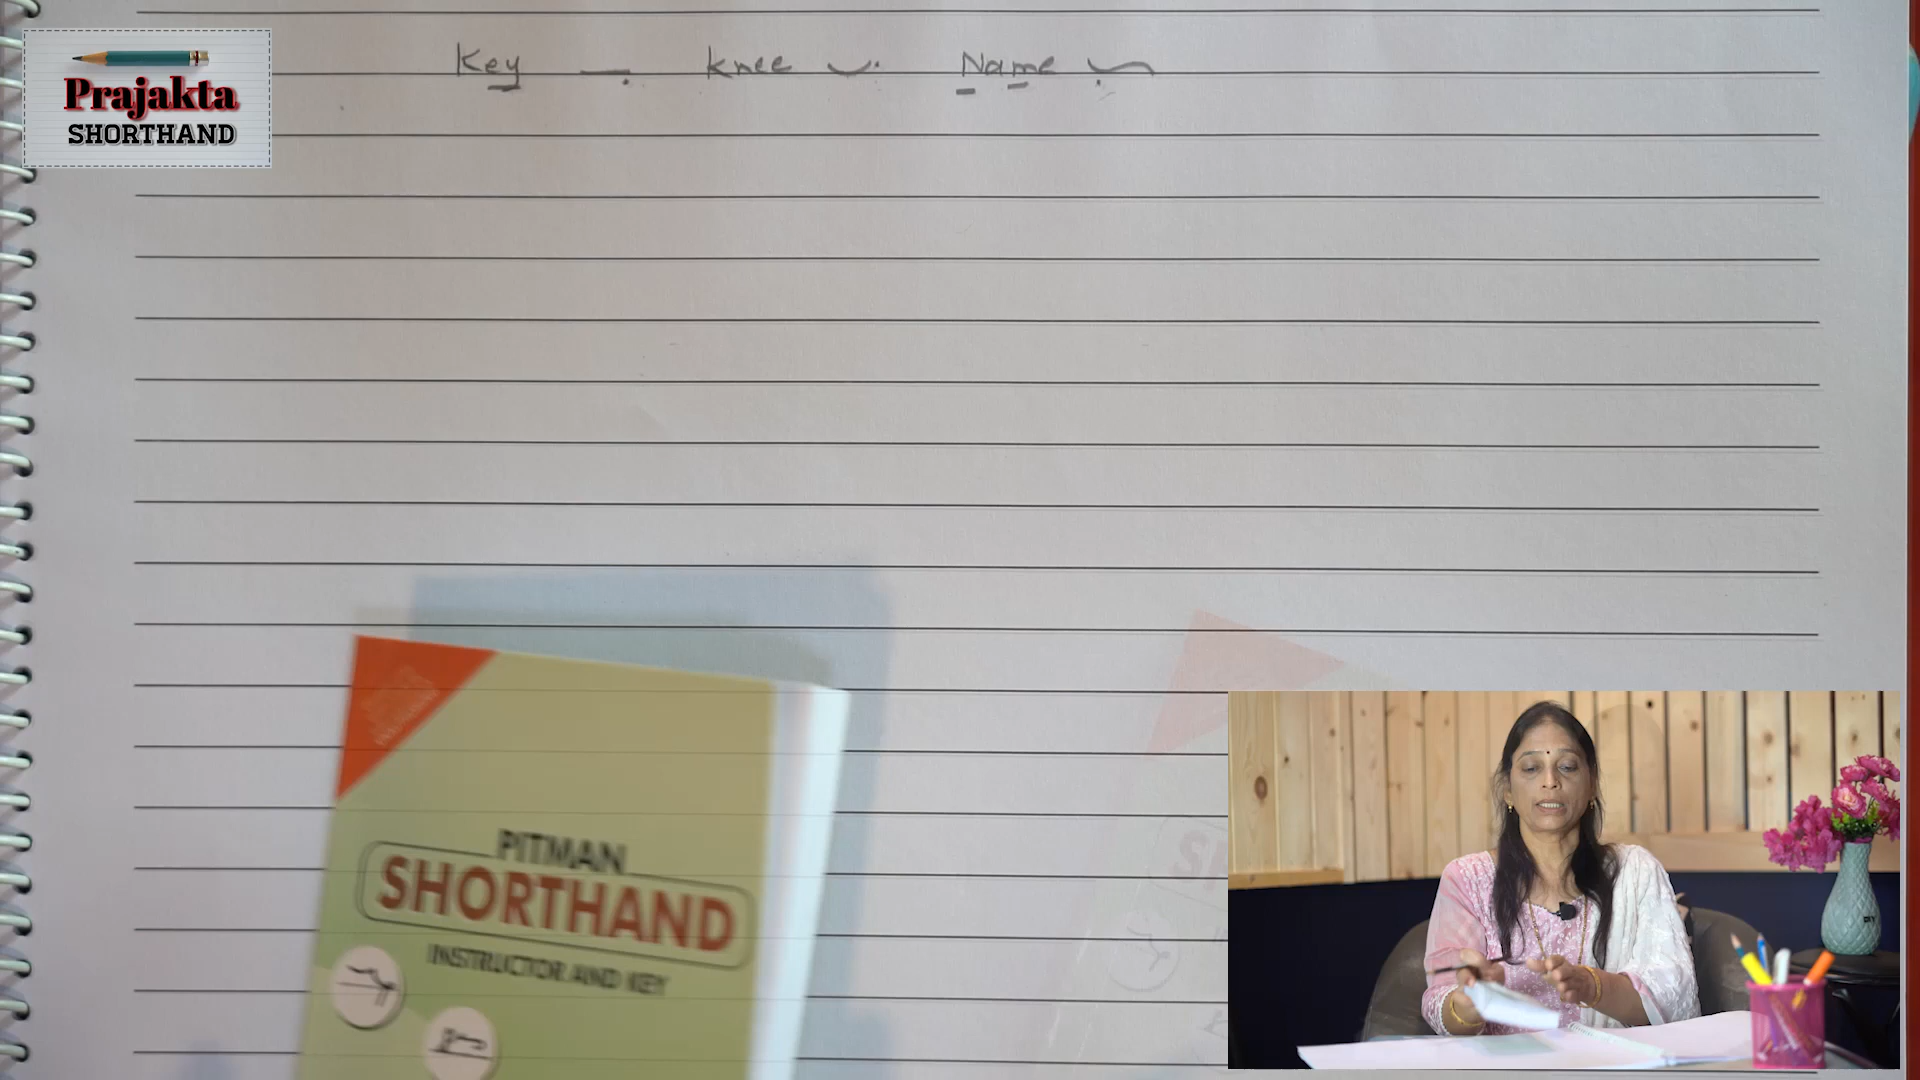 Prajakta
SHORTHAND
Key knee Name
PITMAN
SHORTHAND
INSTRUCTOR AND KEY